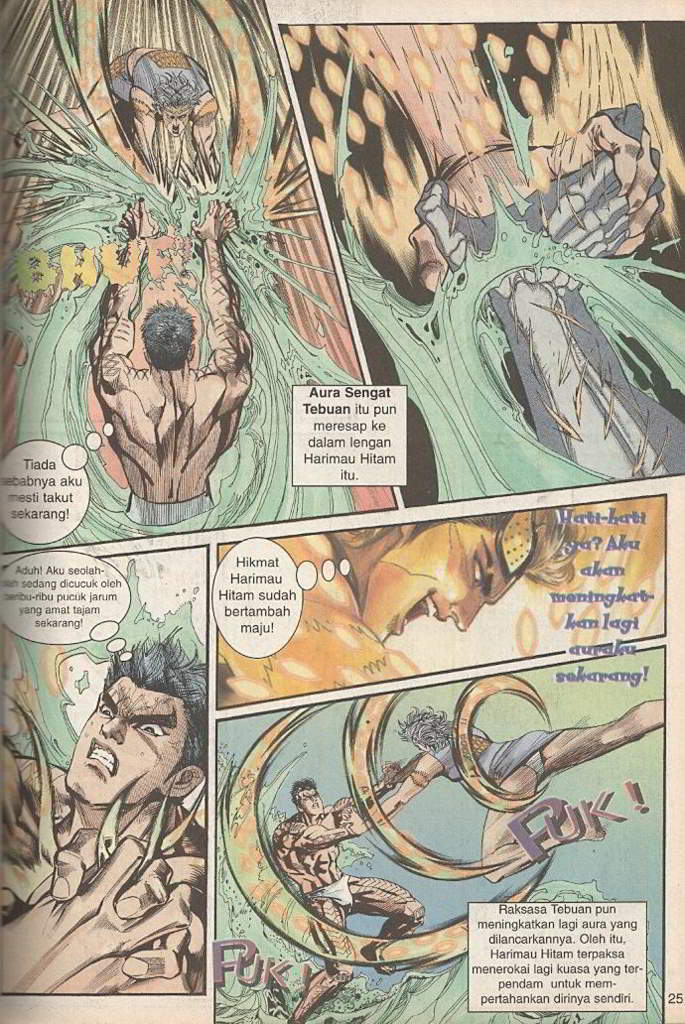 BHUP!
Aura Sengat
Tebuan itu pun
meresap ke
dalam lengan
Harimau Hitam
itu.
Tiada
sebabnya aku
mesti takut
sekarang!
Aduh! Aku seolah-
olah sedang dicucuk oleh
beribu-ribu pucuk jarum
yang amat tajam
sekarang!
Hikmat
Harimau
Hitam sudah
bertambah
maju!
Hati-hati
ya? Aku
akan
meningkat-
kan lagi
auraku
sekarang!
PUK!
PUK!
Raksasa Tebuan pun
meningkatkan lagi aura yang
dilancarkannya. Oleh itu,
Harimau Hitam terpaksa
menerokai lagi kuasa yang ter-
pendam untuk mem-
pertahankan dirinya sendiri.
25